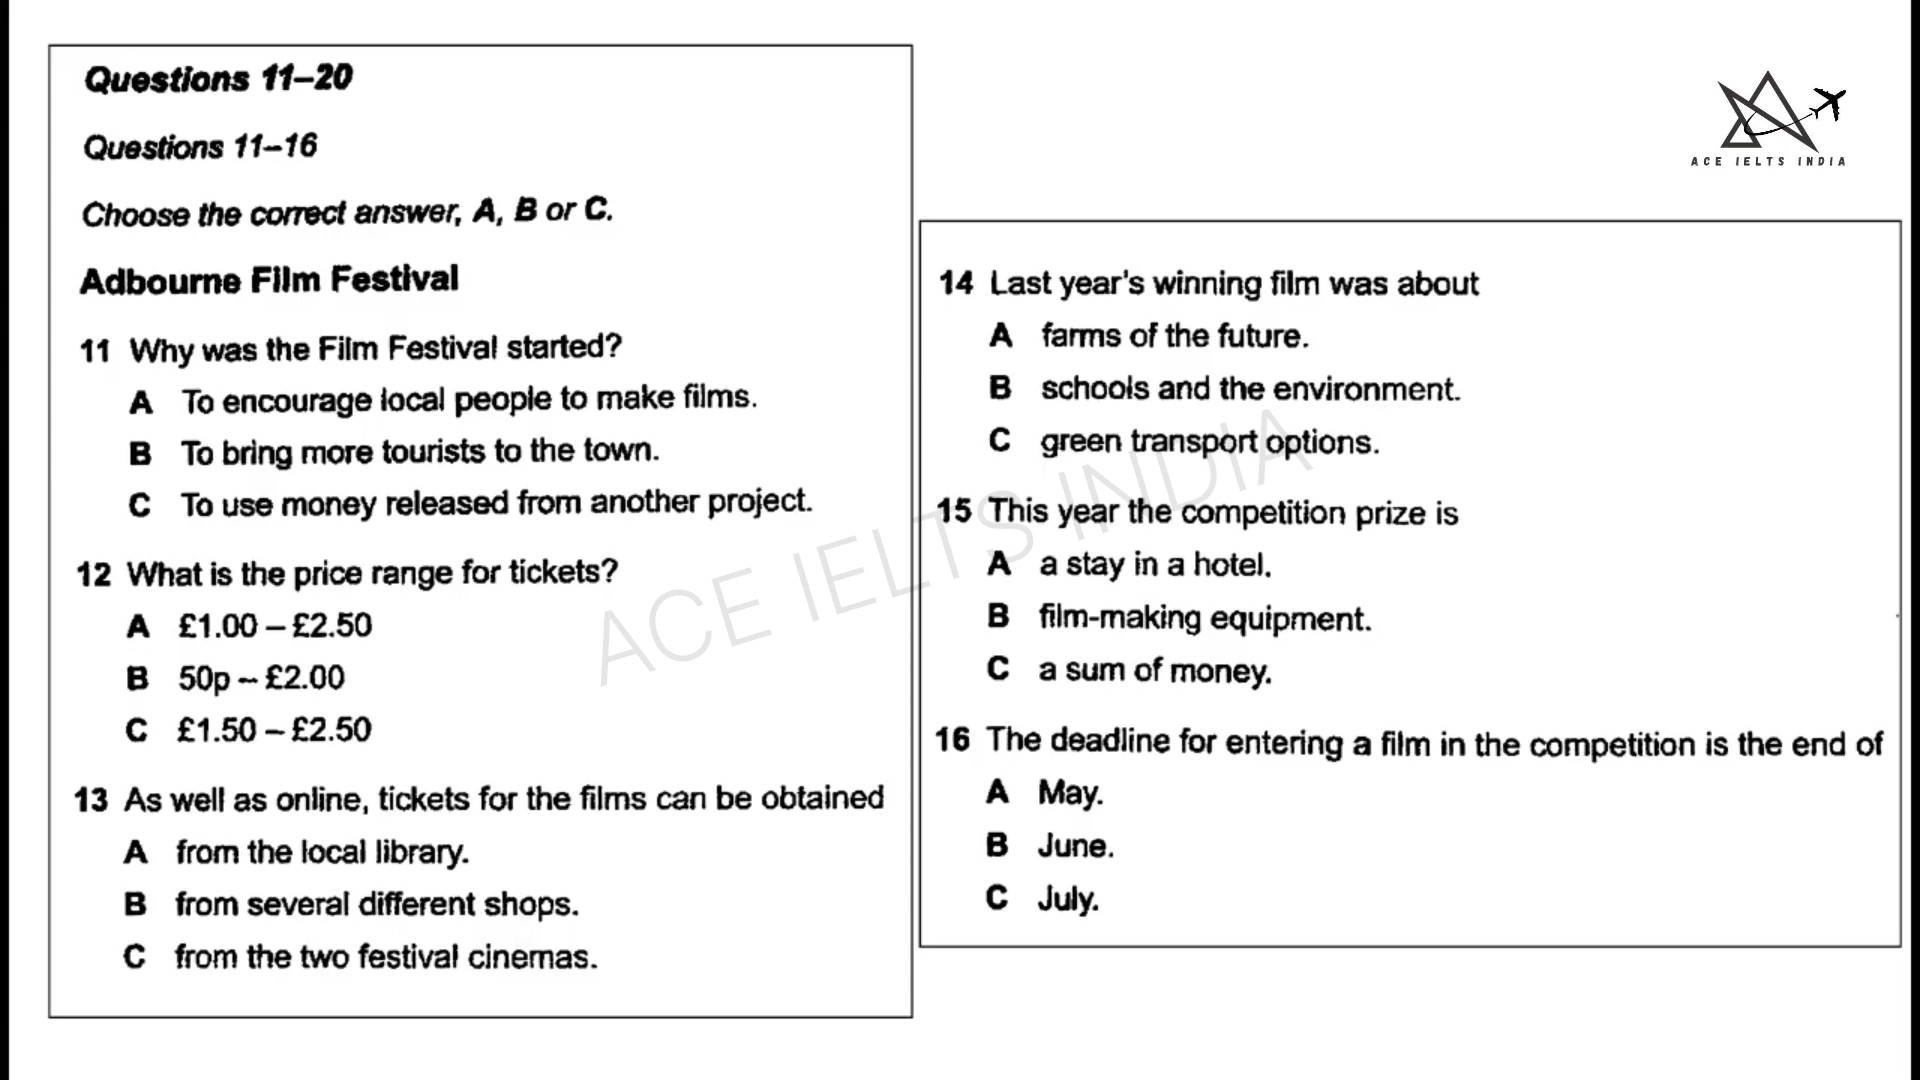 Questions 11–20
Questions 11–16
Choose the correct answer, A, B or C.
Adbourne Film Festival
11 Why was the Film Festival started?
A To encourage local people to make films.
B To bring more tourists to the town.
C To use money released from another project.
12 What is the price range for tickets?
A £1.00 – £2.50
B 50p – £2.00
C £1.50 – £2.50
13 As well as online, tickets for the films can be obtained
A from the local library.
B from several different shops.
C from the two festival cinemas.
ACE IELTS INDIA
14 Last year's winning film was about
A farms of the future.
B schools and the environment.
C green transport options.
15 This year the competition prize is
A a stay in a hotel.
B film-making equipment.
C a sum of money.
16 The deadline for entering a film in the competition is the end of
A May.
B June.
C July.
ACE IELTS INDIA